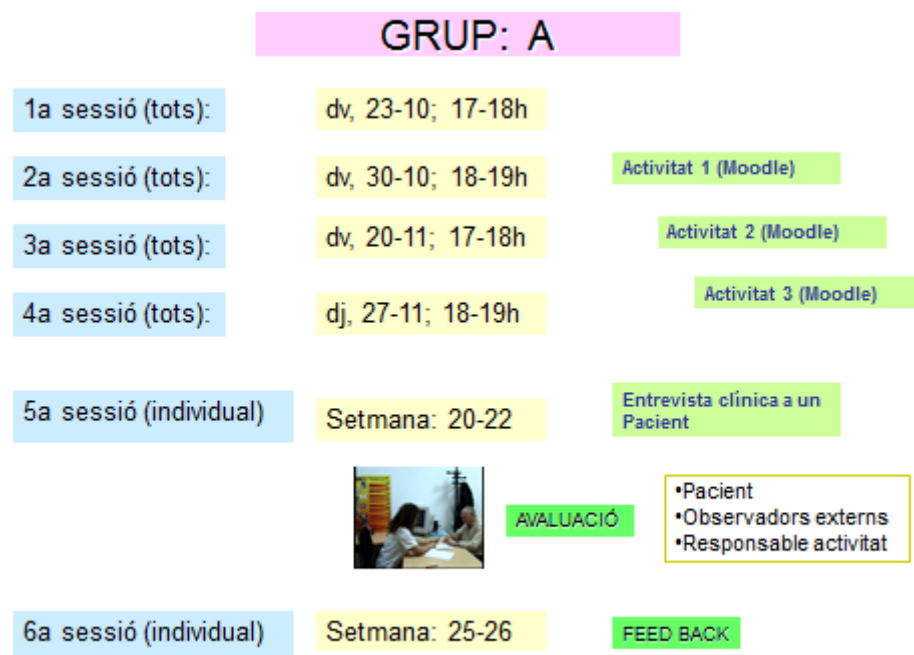 GRUP: A
1a sessió (tots):
dv, 23-10; 17-18h
2a sessió (tots):
dv, 30-10; 18-19h
Activitat 1 (Moodle)
3a sessió (tots):
dv, 20-11; 17-18h
Activitat 2 (Moodle)
4a sessió (tots):
dj, 27-11; 18-19h
Activitat 3 (Moodle)
5a sessió (individual)
Setmana: 20-22
Entrevista clínica a un
Pacient
AVALUACIÓ
•Pacient
•Observadors externs
•Responsable activitat
6a sessió (individual)
Setmana: 25-26
FEED BACK